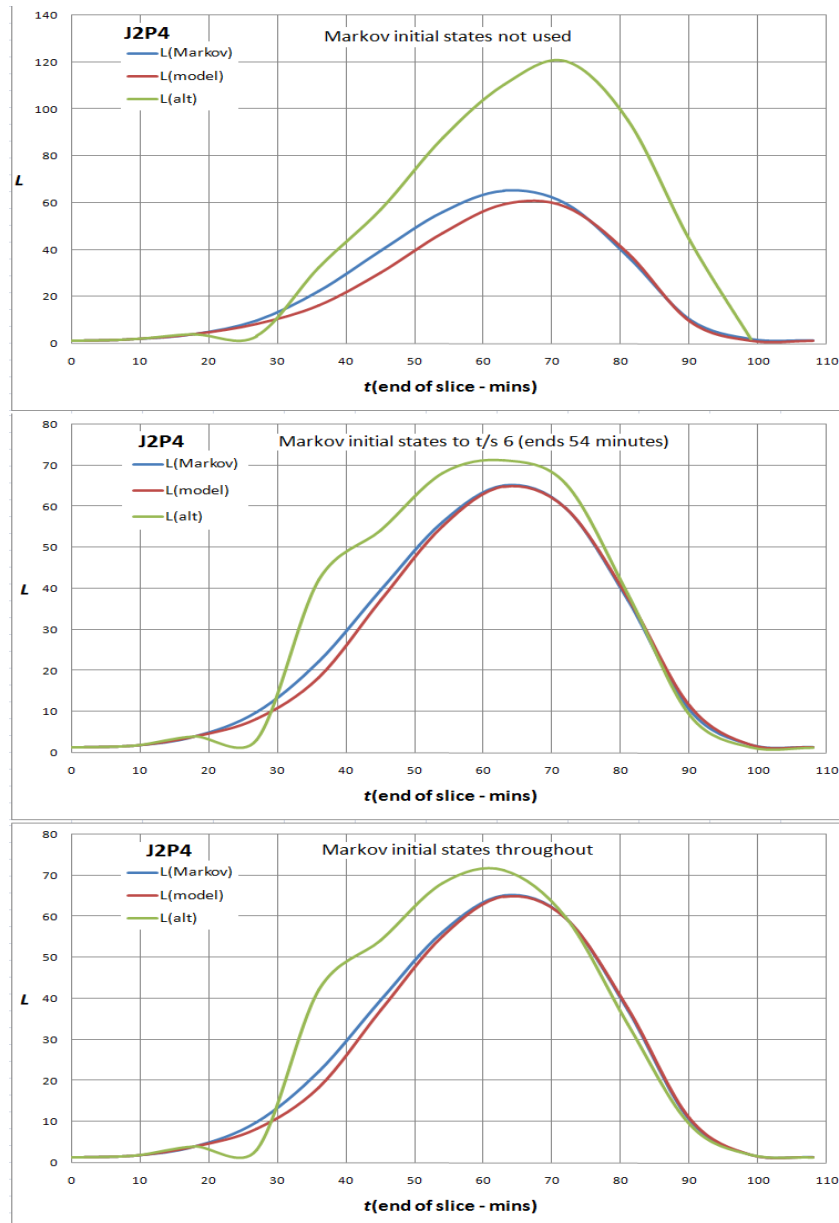 J2P4
Markov initial states not used
L(Markov)
L(model)
L(alt)
140
120
100
80
60
40
20
0
L
0 10 20 30 40 50 60 70 80 90 100 110
t(end of slice - mins)
J2P4
Markov initial states to t/s 6 (ends 54 minutes)
L(Markov)
L(model)
L(alt)
80
70
60
50
40
30
20
10
0
L
0 10 20 30 40 50 60 70 80 90 100 110
t(end of slice - mins)
J2P4
Markov initial states throughout
L(Markov)
L(model)
L(alt)
80
70
60
50
40
30
20
10
0
L
0 10 20 30 40 50 60 70 80 90 100 110
t(end of slice - mins)